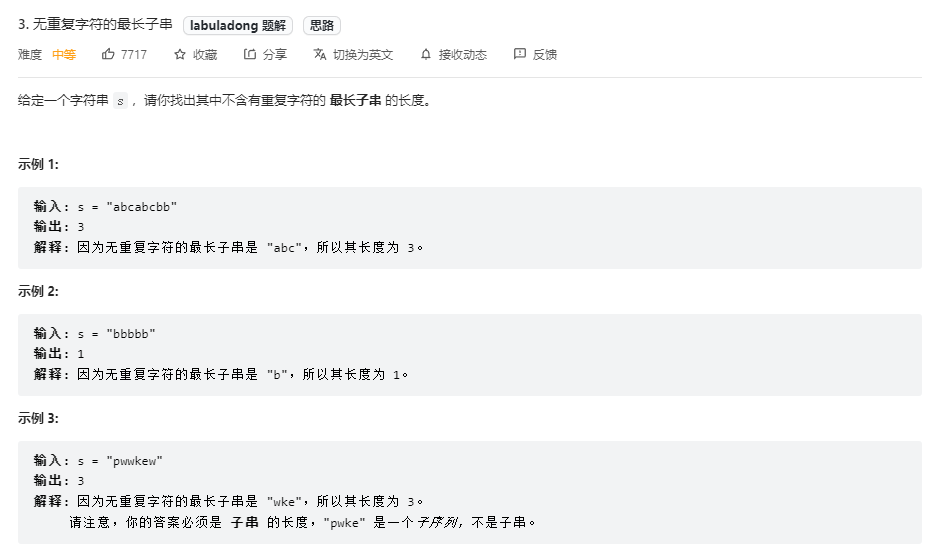 3. 无重复字符的最长子串 labuladong 题解 思路
难度 中等 7717 收藏 分享 切换为英文 接收动态 反馈
给定一个字符串 s ，请你找出其中不含有重复字符的 最长子串 的长度。
示例 1:
输入: s = "abcabcbb"
输出: 3
解释: 因为无重复字符的最长子串是 "abc"，所以其长度为 3。
示例 2:
输入: s = "bbbbb"
输出: 1
解释: 因为无重复字符的最长子串是 "b"，所以其长度为 1。
示例 3:
输入: s = "pwwkew"
输出: 3
解释: 因为无重复字符的最长子串是 "wke"，所以其长度为 3。
请注意，你的答案必须是 子串 的长度，"pwke" 是一个子序列，不是子串。